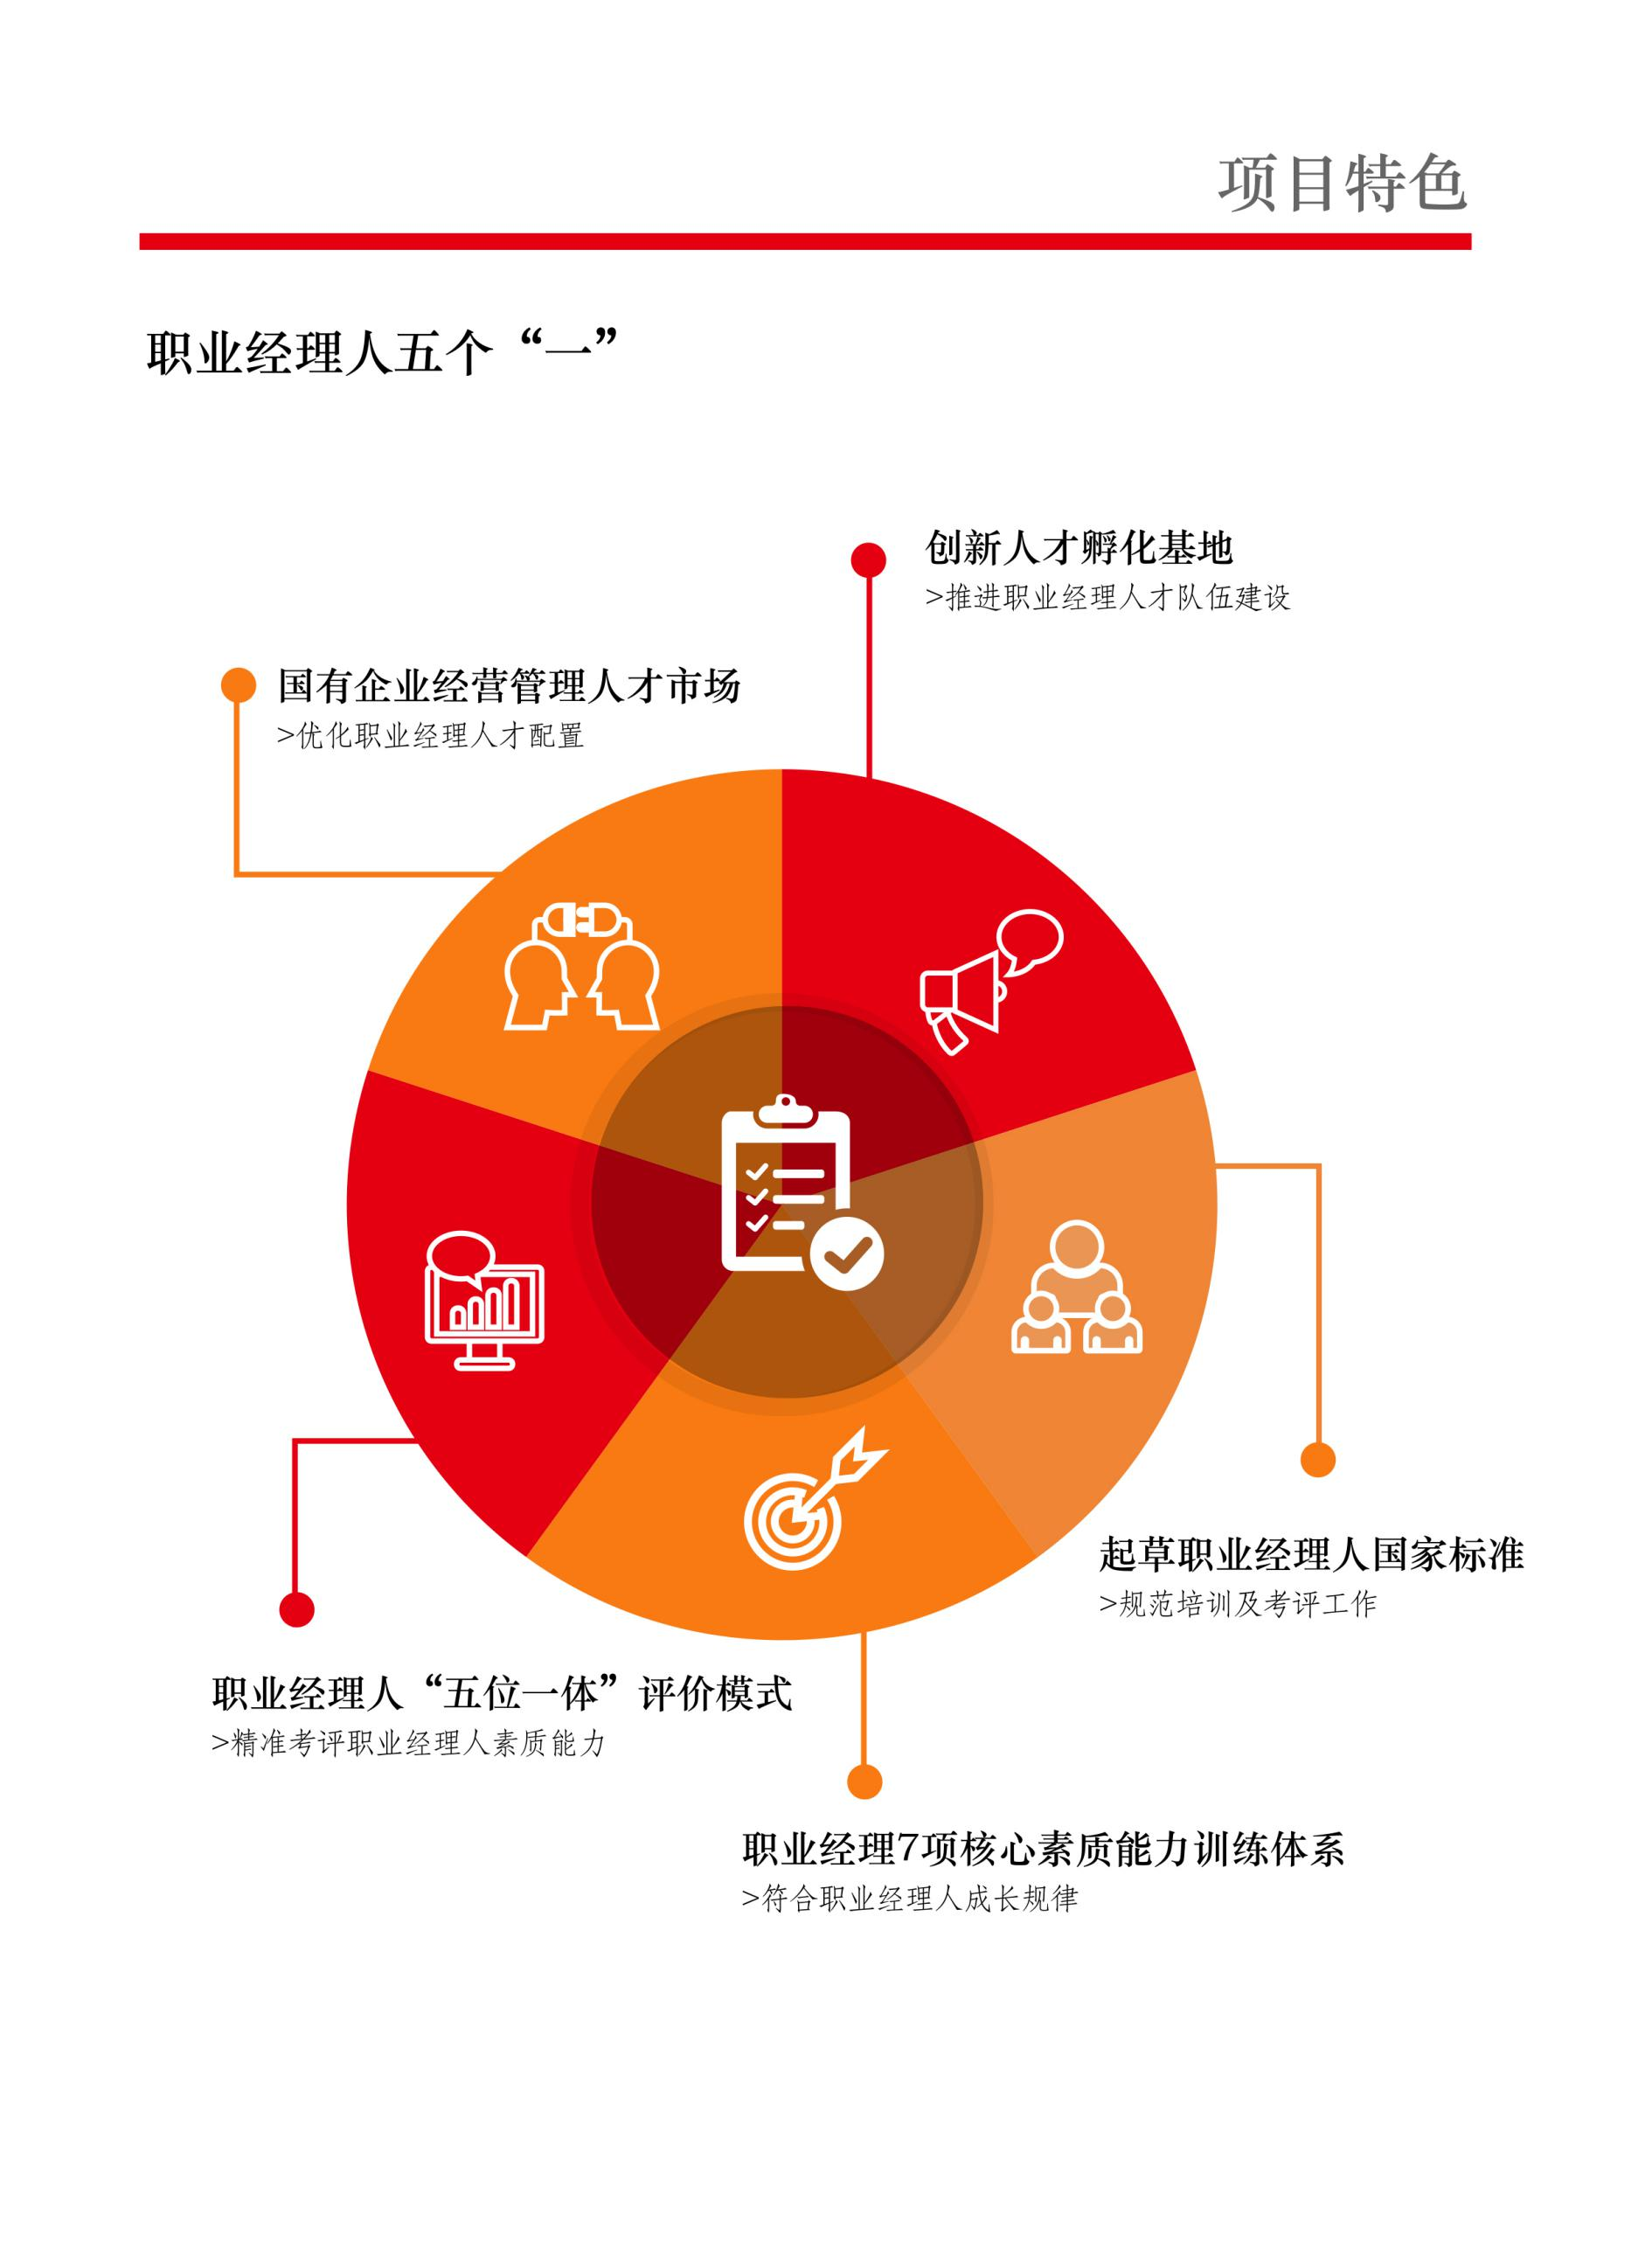 项目特色
职业经理人五个“一”
创新人才孵化基地
>推进职业经理人才队伍建设
国有企业经营管理人才市场
>优化职业经理人才配置
起草职业经理人国家标准
>规范培训及考评工作
职业经理人“五位一体”评价模式
>精准考评职业经理人素质能力
职业经理7项核心素质能力训练体系
>符合职业经理人成长规律